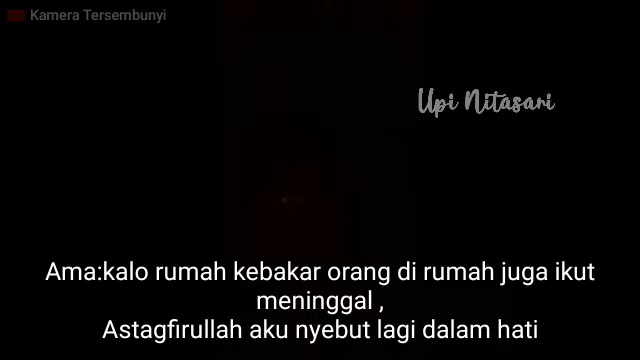 Kamera Tersembunyi
Upi Nitasari
Ama:kalo rumah kebakar orang di rumah juga ikut
meninggal ,
Astagfirullah aku nyebut lagi dalam hati